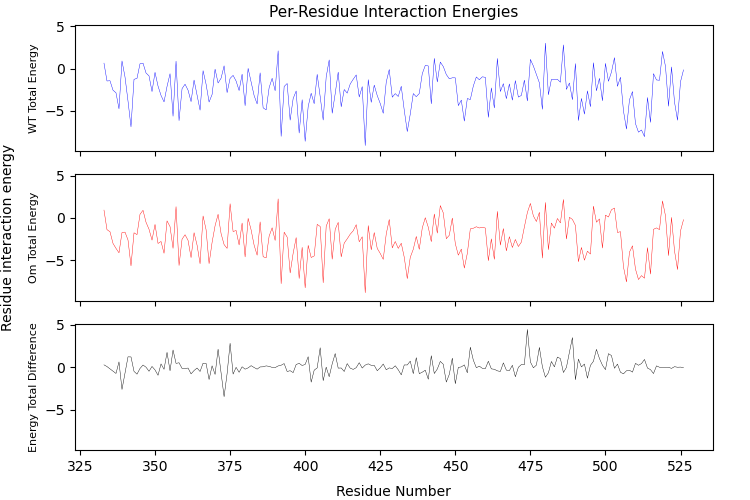 Per-Residue Interaction Energies
Residue interaction energy
WT Total Energy
5
0
−5
Om Total Energy
5
0
−5
Energy Total Difference
5
0
−5
325 350 375 400 425 450 475 500 525
Residue Number